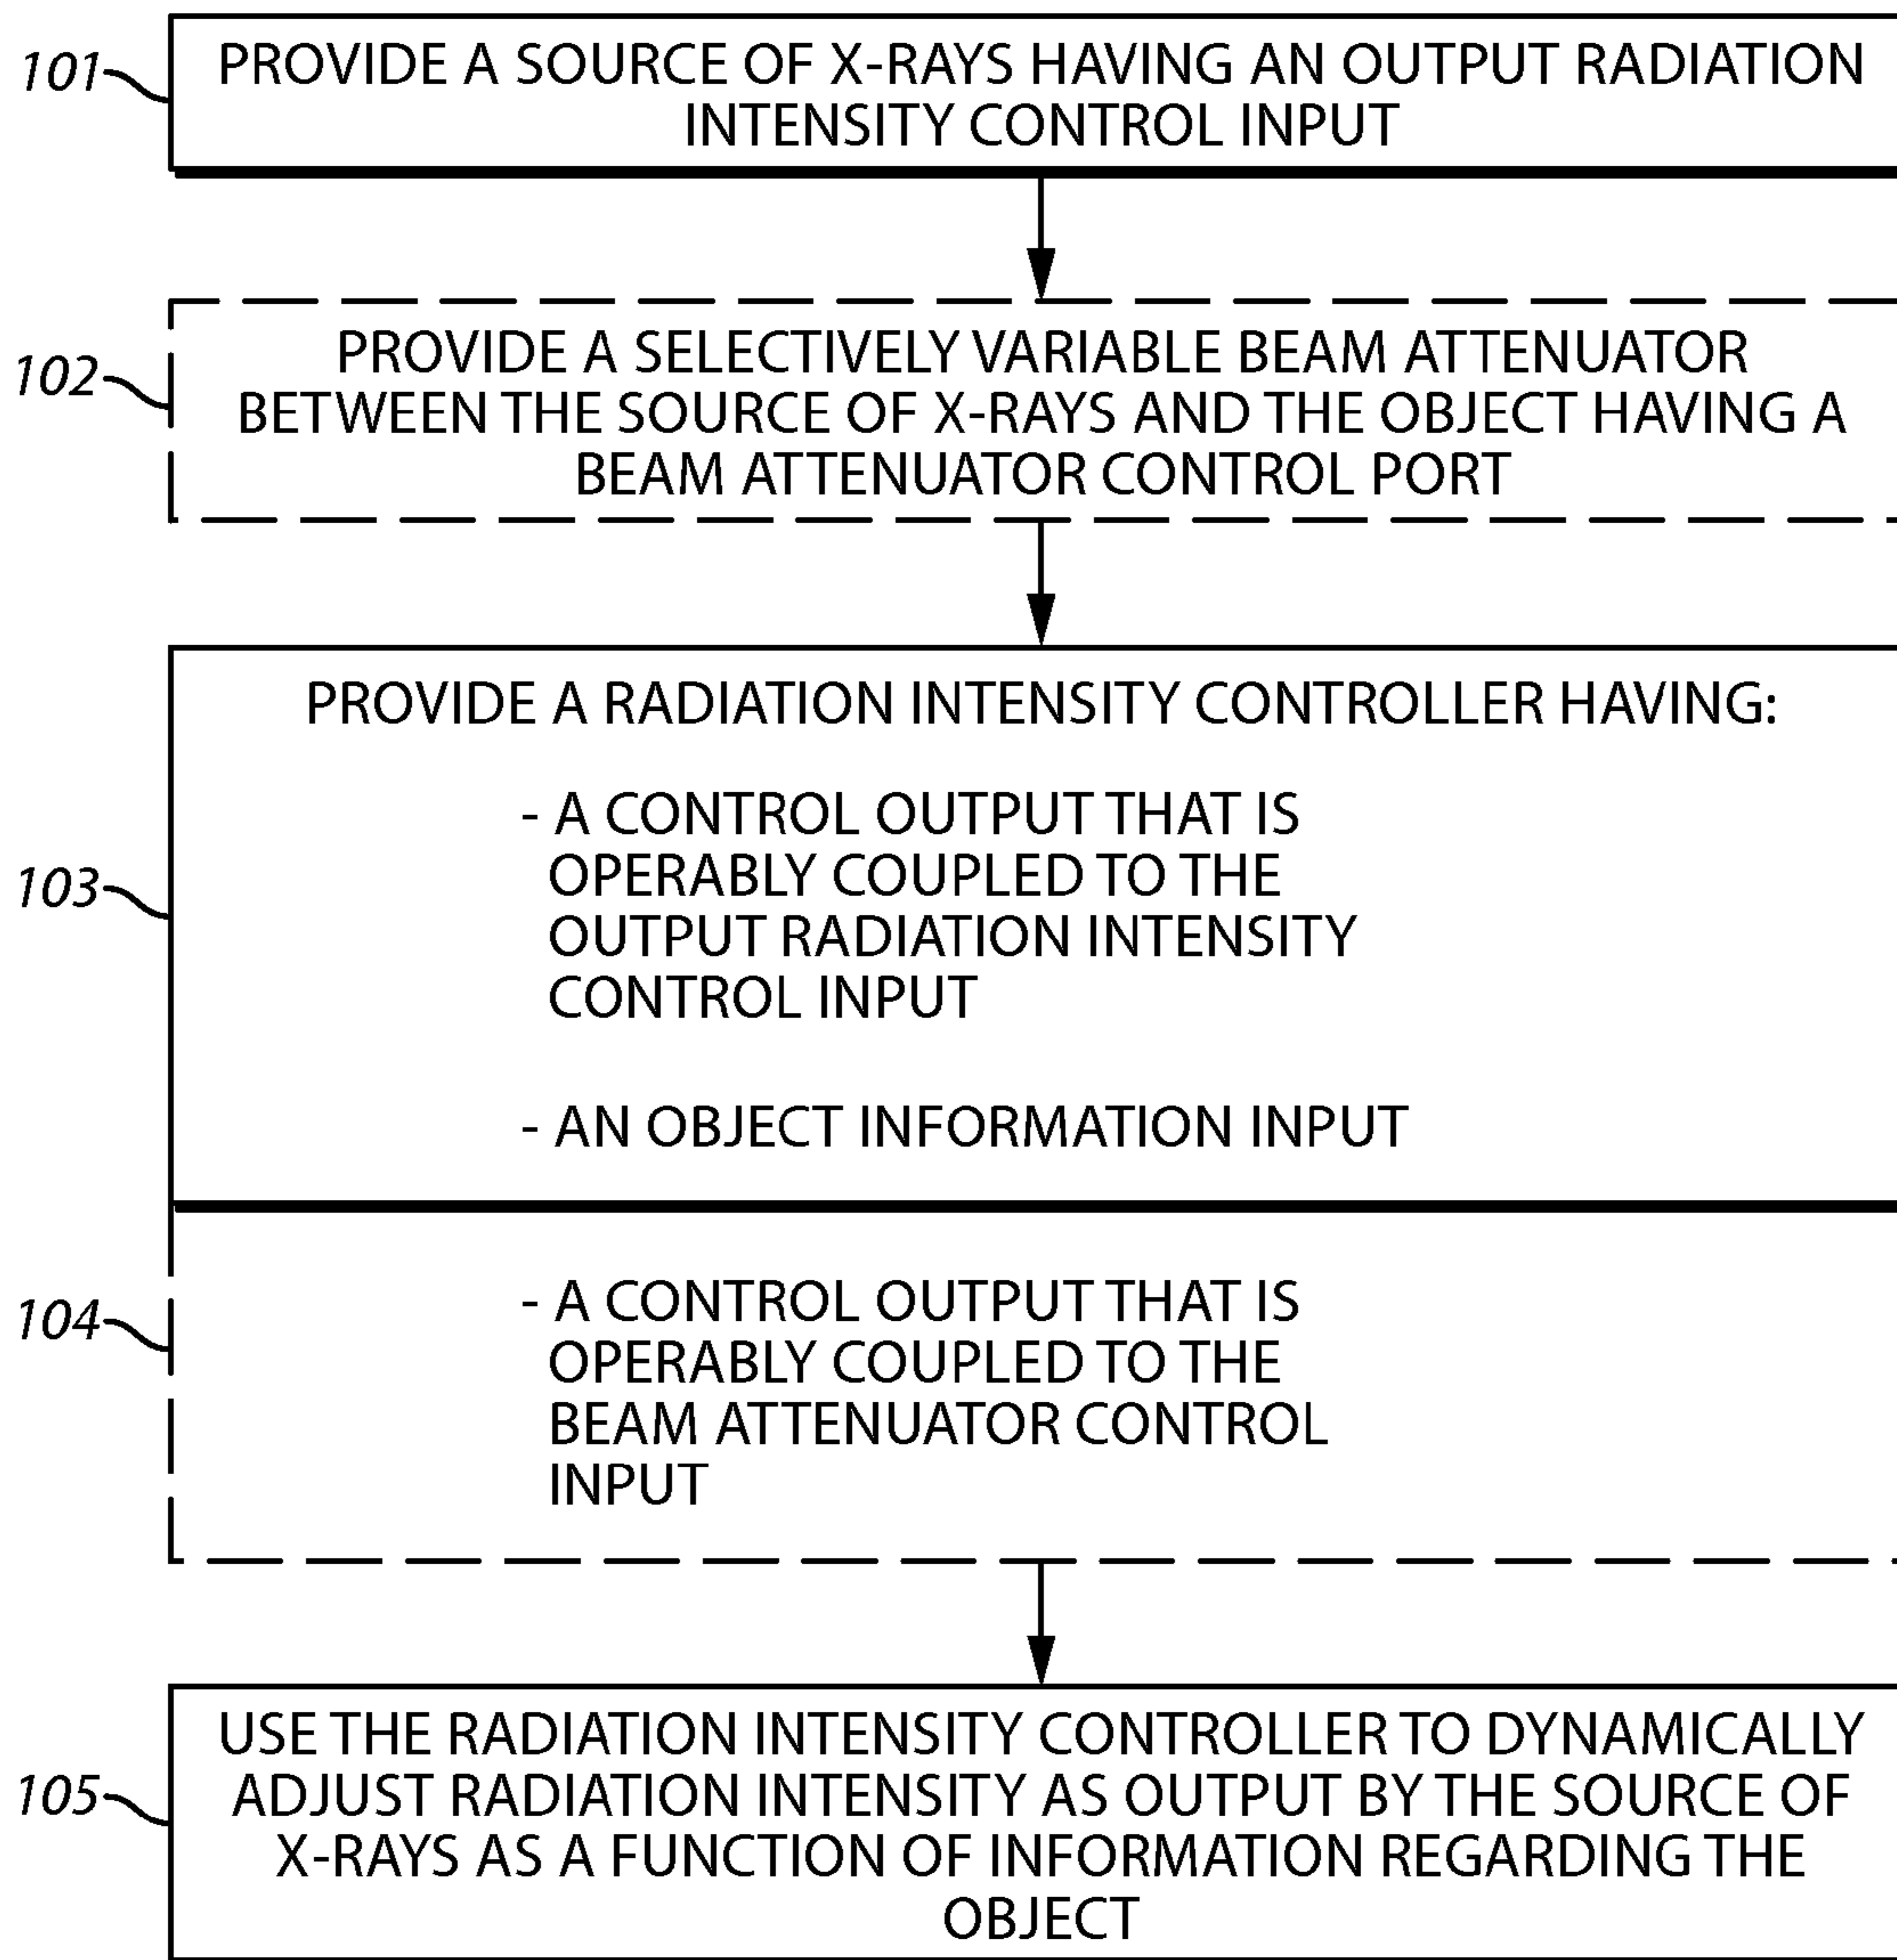 101
PROVIDE A SOURCE OF X-RAYS HAVING AN OUTPUT RADIATION
INTENSITY CONTROL INPUT
102
PROVIDE A SELECTIVELY VARIABLE BEAM ATTENUATOR
BETWEEN THE SOURCE OF X-RAYS AND THE OBJECT HAVING A
BEAM ATTENUATOR CONTROL PORT
103
PROVIDE A RADIATION INTENSITY CONTROLLER HAVING:
- A CONTROL OUTPUT THAT IS
OPERABLY COUPLED TO THE
OUTPUT RADIATION INTENSITY
CONTROL INPUT
- AN OBJECT INFORMATION INPUT
104
- A CONTROL OUTPUT THAT IS
OPERABLY COUPLED TO THE
BEAM ATTENUATOR CONTROL
INPUT
105
USE THE RADIATION INTENSITY CONTROLLER TO DYNAMICALLY
ADJUST RADIATION INTENSITY AS OUTPUT BY THE SOURCE OF
X-RAYS AS A FUNCTION OF INFORMATION REGARDING THE
OBJECT